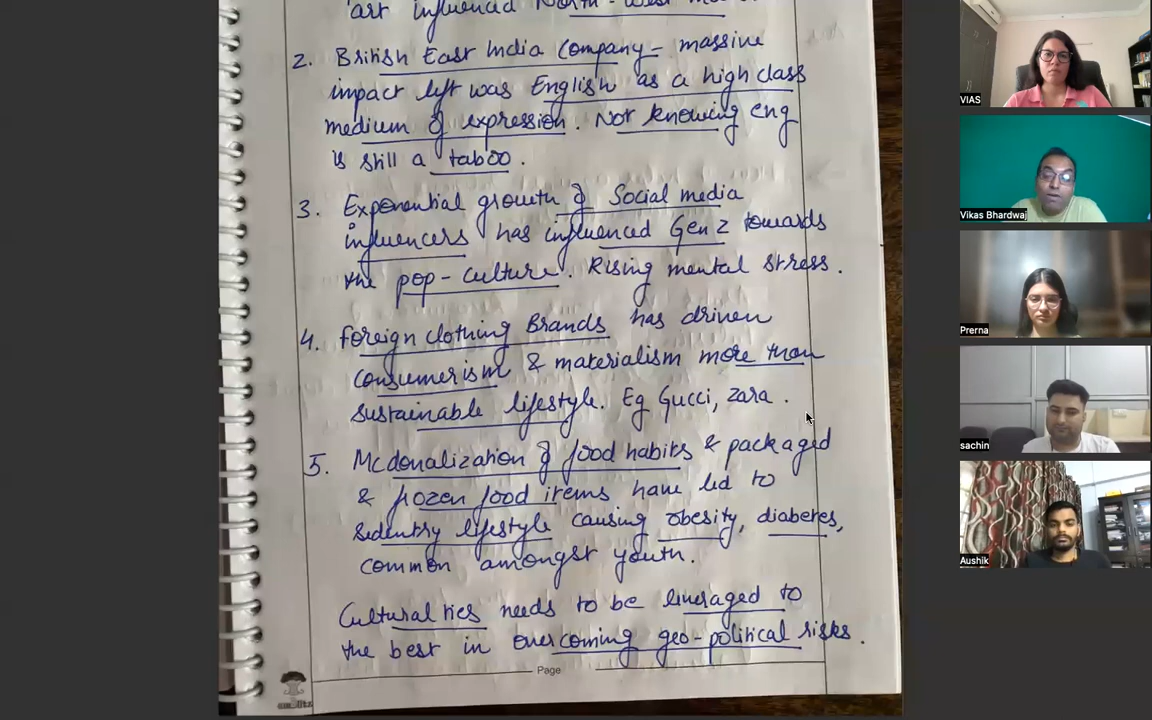 art influenced North-West
2. British East India Company - massive
impact left was English as a high class
medium of expression. Not knowing eng
is still a taboo.
3. Exponential growth of Social media
influencers has influenced Gen Z towards
the pop-culture. Rising mental stress.
4. foreign clothing Brands has driven
consumerism & materialism more than
sustainable lifestyle. Eg Gucci, Zara.
5. Mcdonalization of food habits & packaged
& frozen food items have led to
sedentry lifestyle causing obesity, diabetes,
common amongst youth.
Cultural ties needs to be leveraged to
the best in overcoming geo-political risks.
Page
VIAS
Vikas Bhardwaj
Prerna
sachin
Aushik